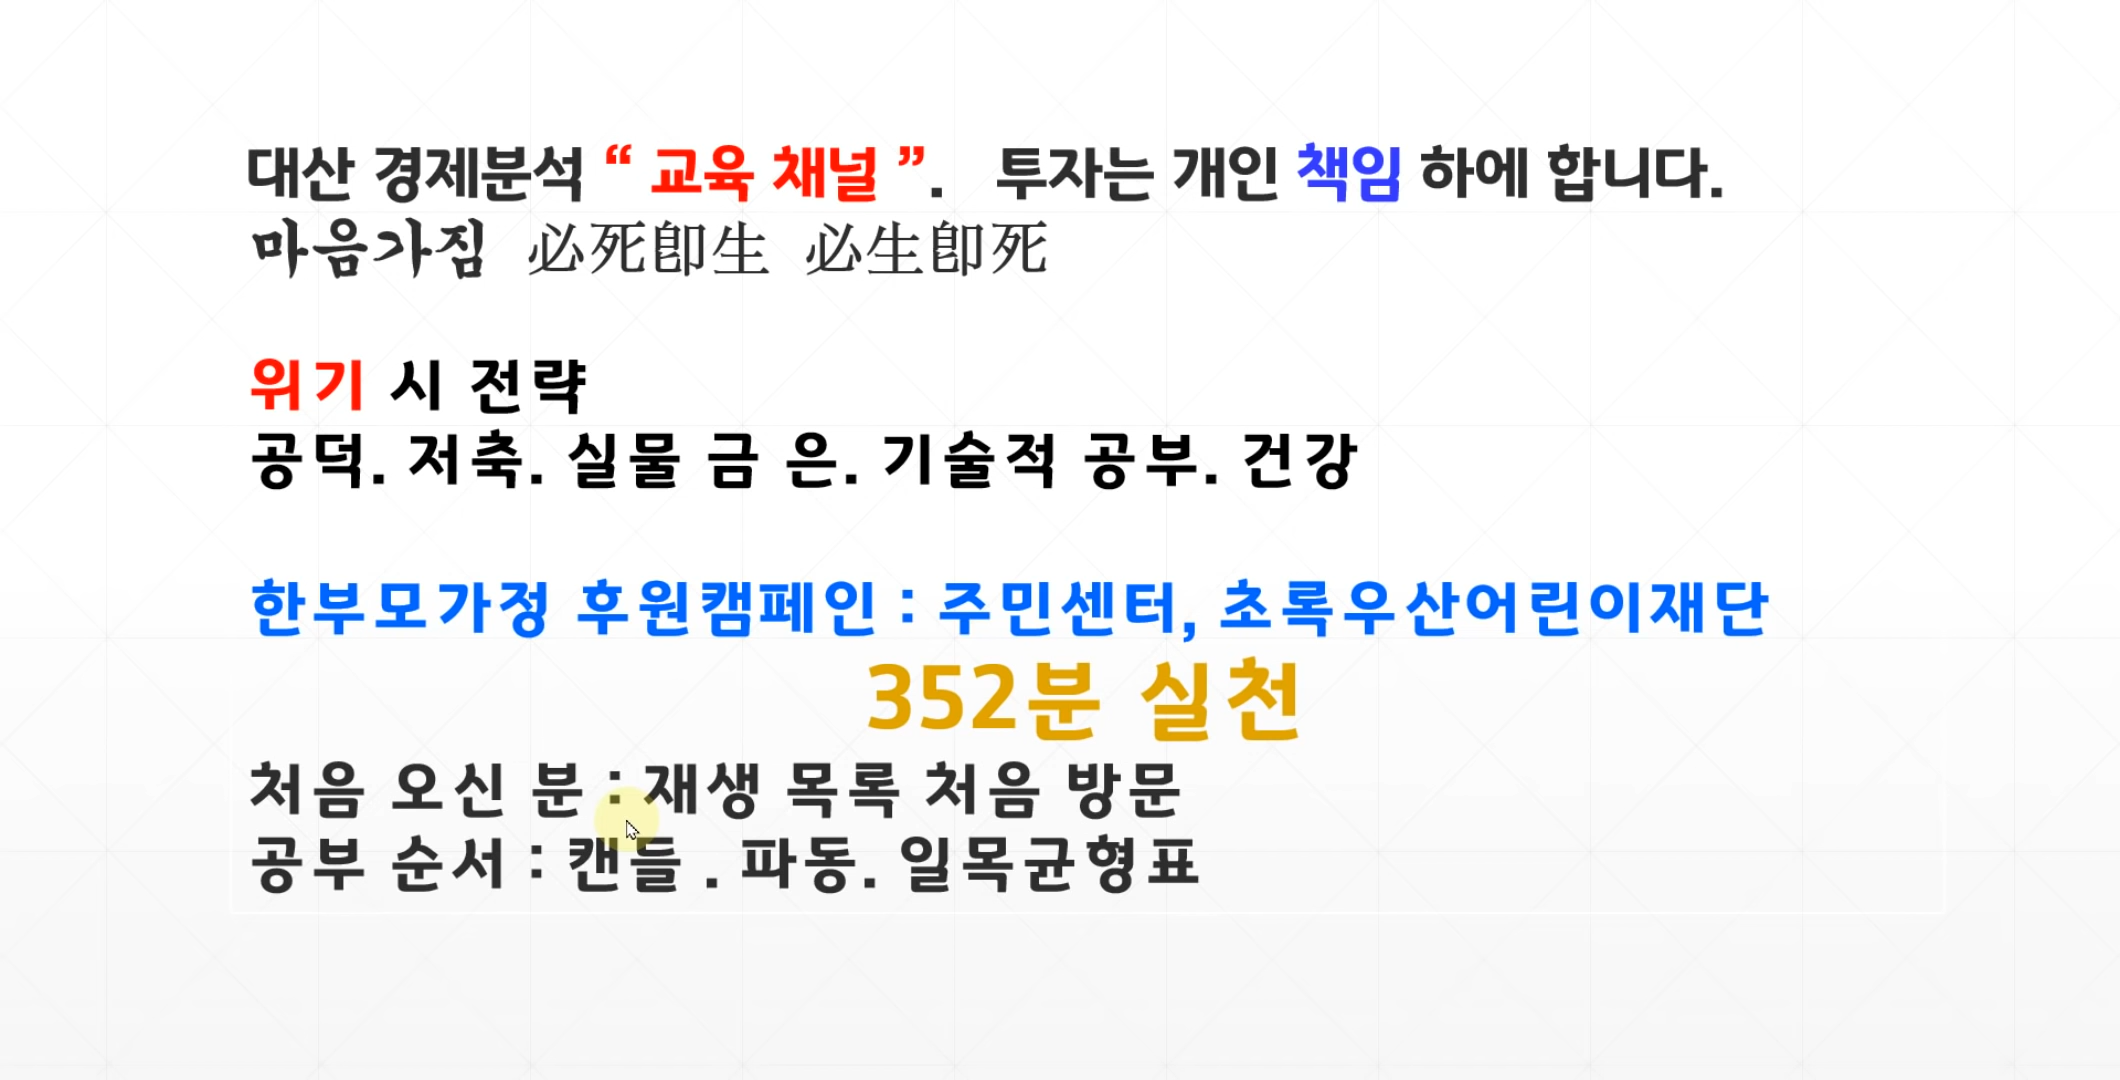 대산 경제분석 “ 교육 채널 ”. 투자는 개인 책임 하에 합니다.
마음가짐 必死卽生 必生卽死
위기 시 전략
공덕. 저축. 실물 금 은. 기술적 공부. 건강
한부모가정 후원캠페인 : 주민센터, 초록우산어린이재단
352분 실천
처음 오신 분 : 재생 목록 처음 방문
공부 순서 : 캔들 . 파동. 일목균형표